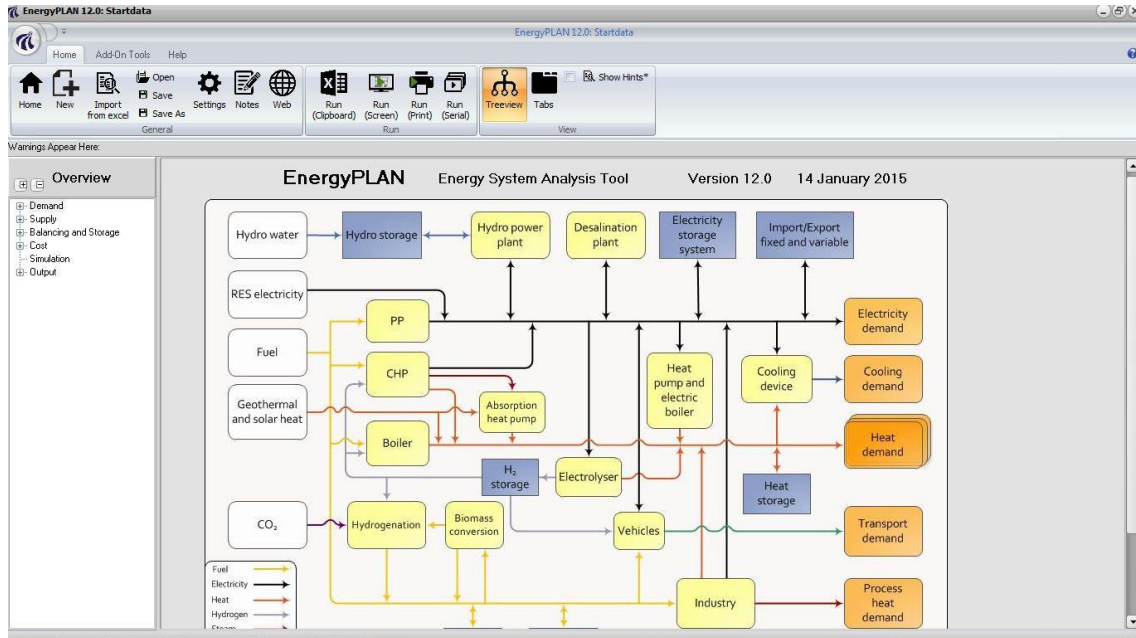 EnergyPLAN 12.0: Startdata
EnergyPLAN 12.0: Startdata
Home Add-On Tools Help
Home
New
Import
from excel
Open
Save
Save As
Settings
Notes
Web
General
Run
(Clipboard)
Run
(Screen)
Run
(Print)
Run
(Serial)
Run
Treeview
Tabs
Show Hints*
View
Warnings Appear Here:
Overview
Demand
Supply
Balancing and Storage
Cost
Simulation
Output
EnergyPLAN Energy System Analysis Tool Version 12.0 14 January 2015
Hydro water
Hydro storage
Hydro power
plant
Desalination
plant
Electricity
storage
system
Import/Export
fixed and variable
RES electricity
PP
Electricity
demand
Fuel
CHP
Heat
pump and
electric
boiler
Cooling
device
Cooling
demand
Geothermal
and solar heat
Absorption
heat pump
Boiler
Heat
demand
H₂
storage
Electrolyser
Heat
storage
CO₂
Hydrogenation
Biomass
conversion
Vehicles
Transport
demand
Fuel
Electricity
Heat
Hydrogen
Steam
Industry
Process
heat
demand